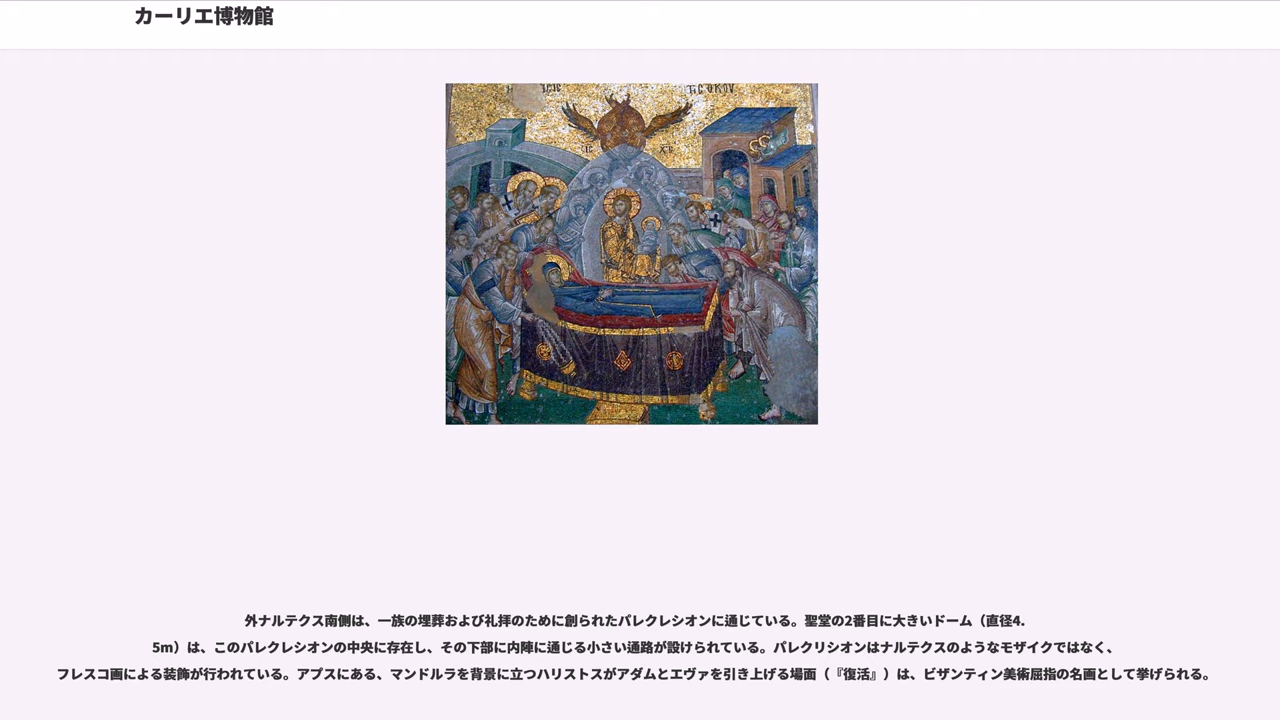 カーリエ博物館
外ナルテクス南側は、一族の埋葬および礼拝のために創られたパレクレシオンに通じている。聖堂の2番目に大きいドーム（直径4.
5m）は、このパレクレシオンの中央に存在し、その下部に内陣に通じる小さい通路が設けられている。パレクリシオンはナルテクスのようなモザイクではなく、
フレスコ画による装飾が行われている。アプスにある、マンドルラを背景に立つハリストスがアダムとエヴァを引き上げる場面（『復活』）は、ビザンティン美術屈指の名画として挙げられる。